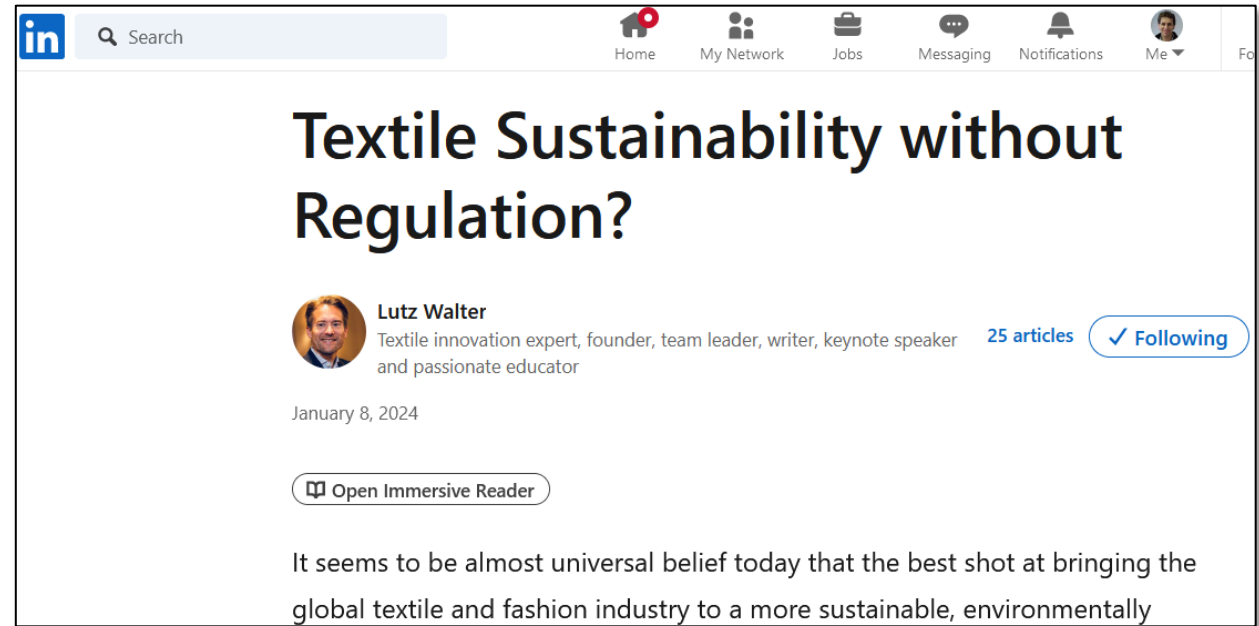 in
Search
Home
My Network
Jobs
Messaging
Notifications
Me
Fo
Textile Sustainability without
Regulation?
Lutz Walter
Textile innovation expert, founder, team leader, writer, keynote speaker
and passionate educator
25 articles
Following
January 8, 2024
Open Immersive Reader
It seems to be almost universal belief today that the best shot at bringing the
global textile and fashion industry to a more sustainable, environmentally